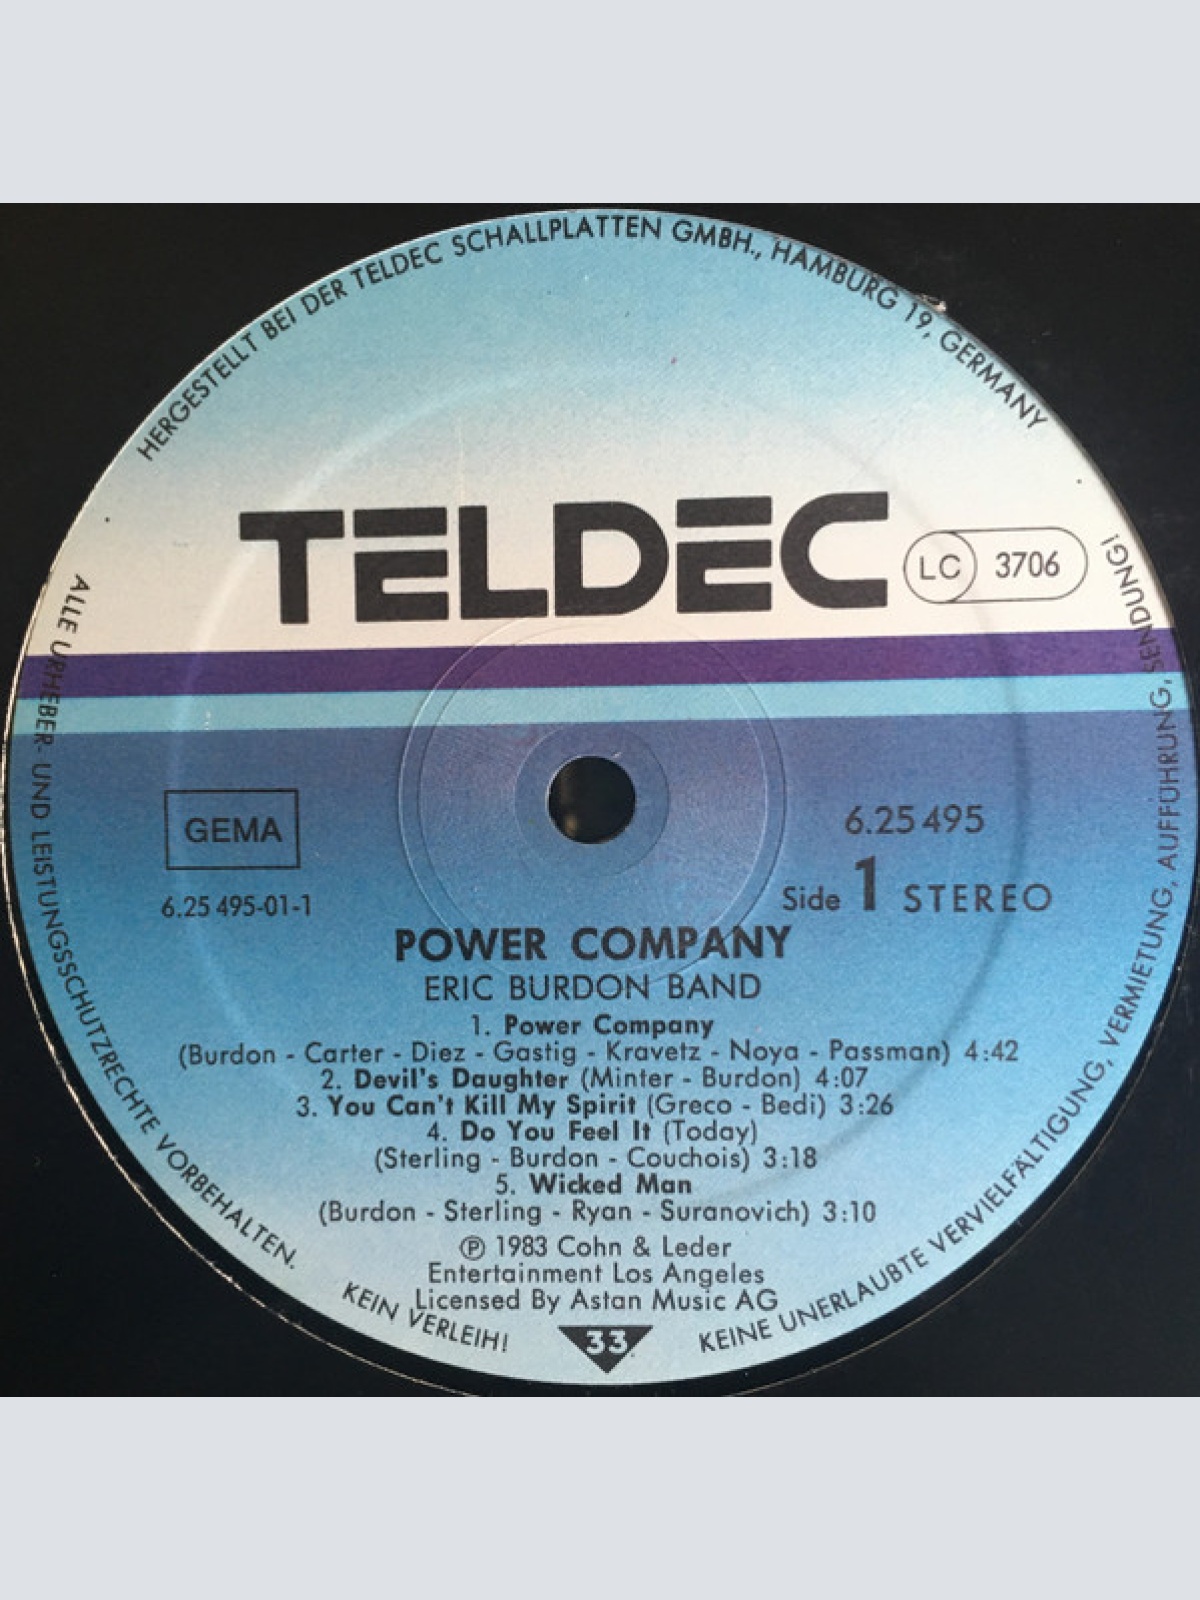 HERGESTELLT BEI DER TELDEC SCHALLPLATTEN GMBH., HAMBURG 19, GERMANY
TELDEC
LC 3706
GEMA
6.25 495-01-1
6.25 495
Side 1 STEREO
POWER COMPANY
ERIC BURDON BAND
1. Power Company
(Burdon - Carter - Diez - Gastig - Kravetz - Noya - Passman) 4:42
2. Devil's Daughter (Minter - Burdon) 4:07
3. You Can't Kill My Spirit (Greco - Bedi) 3:26
4. Do You Feel It (Today)
(Sterling - Burdon - Couchois) 3:18
5. Wicked Man
(Burdon - Sterling - Ryan - Suranovich) 3:10
℗ 1983 Cohn & Leder
Entertainment Los Angeles
Licensed By Astan Music AG
33
ALLE URHEBER- UND LEISTUNGSSCHUTZRECHTE VORBEHALTEN.
KEIN VERLEIH!
KEINE UNERLAUBTE VERVIELFÄLTIGUNG, VERMIETUNG, AUFFÜHRUNG, SENDUNG!